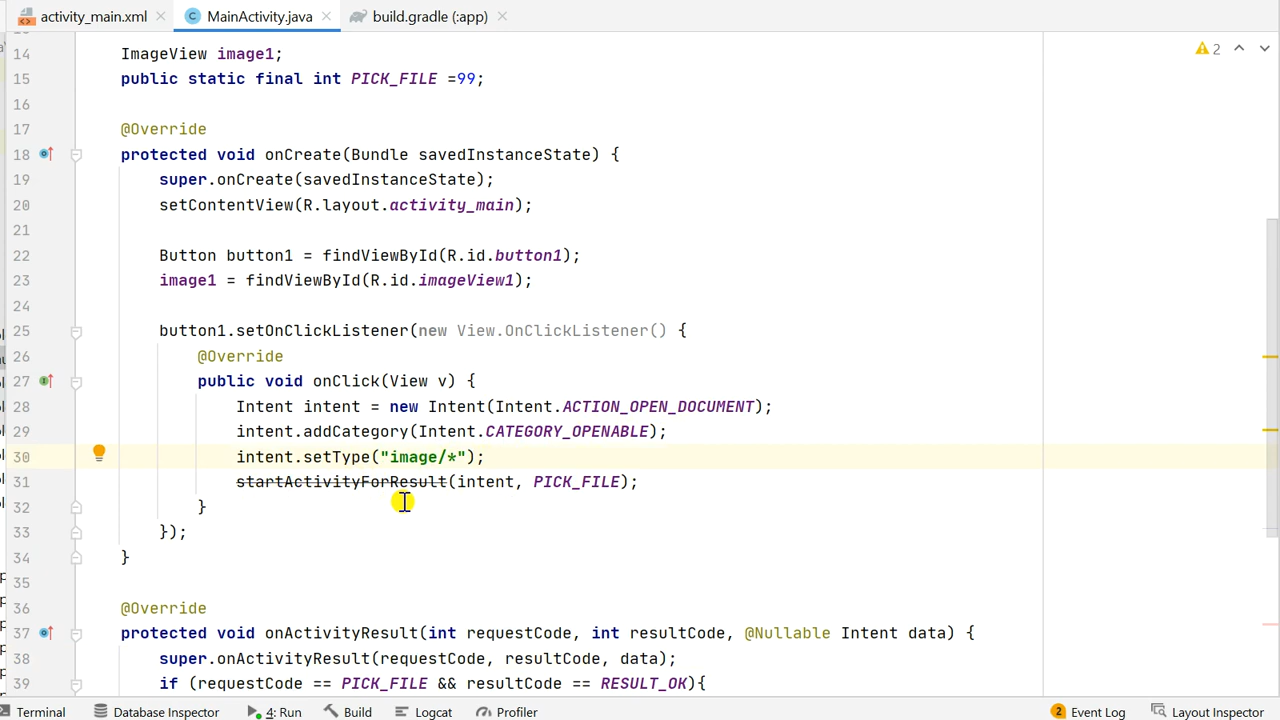 activity_main.xml MainActivity.java build.gradle (:app)
14 ImageView image1; 2
15 public static final int PICK_FILE =99;
16
17 @Override
18 protected void onCreate(Bundle savedInstanceState) {
19 super.onCreate(savedInstanceState);
20 setContentView(R.layout.activity_main);
21
22 Button button1 = findViewById(R.id.button1);
23 image1 = findViewById(R.id.imageView1);
24
25 button1.setOnClickListener(new View.OnClickListener() {
26 @Override
27 public void onClick(View v) {
28 Intent intent = new Intent(Intent.ACTION_OPEN_DOCUMENT);
29 intent.addCategory(Intent.CATEGORY_OPENABLE);
30 intent.setType("image/*");
31 startActivityForResult(intent, PICK_FILE);
32 }
33 });
34 }
35
36 @Override
37 protected void onActivityResult(int requestCode, int resultCode, @Nullable Intent data) {
38 super.onActivityResult(requestCode, resultCode, data);
39 if (requestCode == PICK_FILE && resultCode == RESULT_OK){
Terminal Database Inspector 4: Run Build Logcat Profiler 2 Event Log Layout Inspector